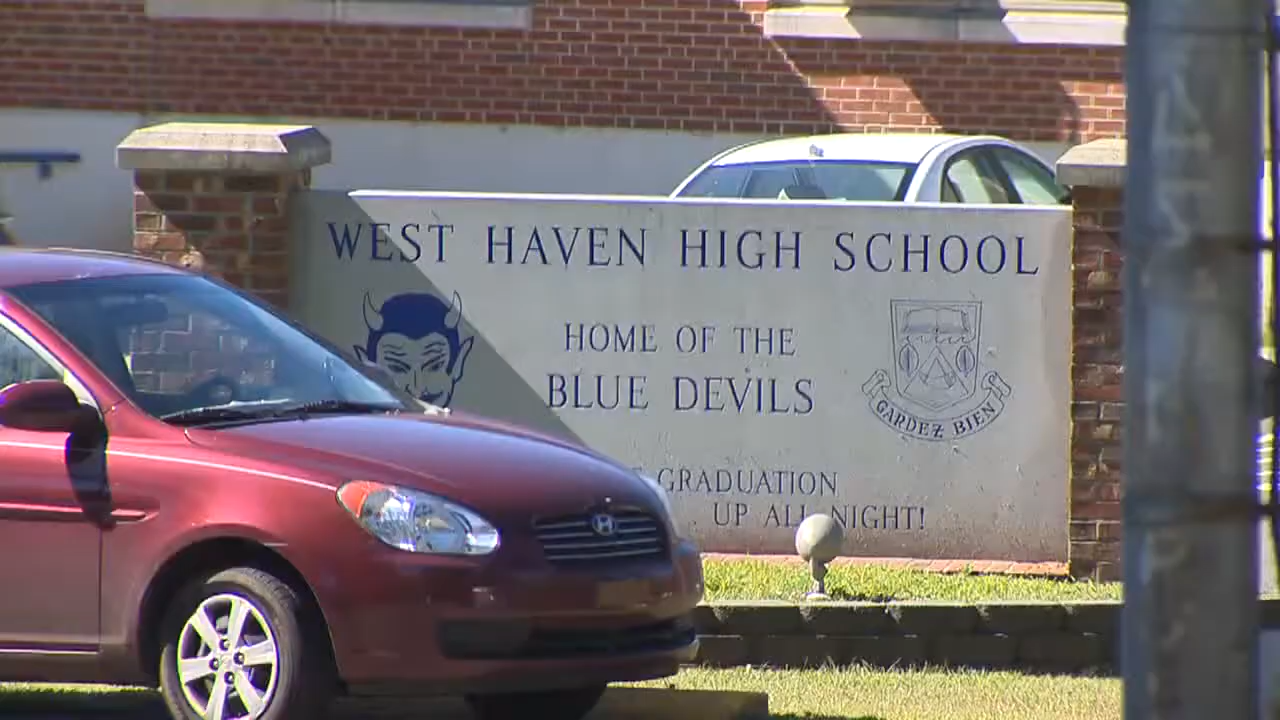 WEST HAVEN HIGH SCHOOL
HOME OF THE
BLUE DEVILS
GARDEZ BIEN
GRADUATION
UP ALL NIGHT!